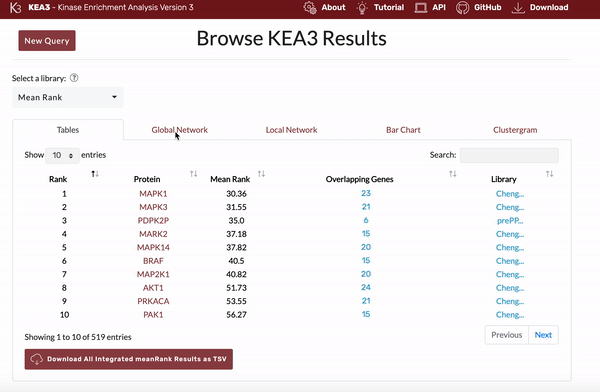 KEA3 - Kinase Enrichment Analysis Version 3 About Tutorial API GitHub Download
New Query
Browse KEA3 Results
Select a library: ?
Mean Rank
Tables Global Network Local Network Bar Chart Clustergram
Show 10 entries Search:
Rank Protein Mean Rank Overlapping Genes Library
1 MAPK1 30.36 23 Cheng...
2 MAPK3 31.55 21 Cheng...
3 PDPK2P 35.0 6 prePP...
4 MARK2 37.18 15 Cheng...
5 MAPK14 37.82 20 Cheng...
6 BRAF 40.5 15 Cheng...
7 MAP2K1 40.82 20 Cheng...
8 AKT1 51.73 24 Cheng...
9 PRKACA 53.55 21 Cheng...
10 PAK1 56.27 15 Cheng...
Showing 1 to 10 of 519 entries Previous Next
Download All Integrated meanRank Results as TSV